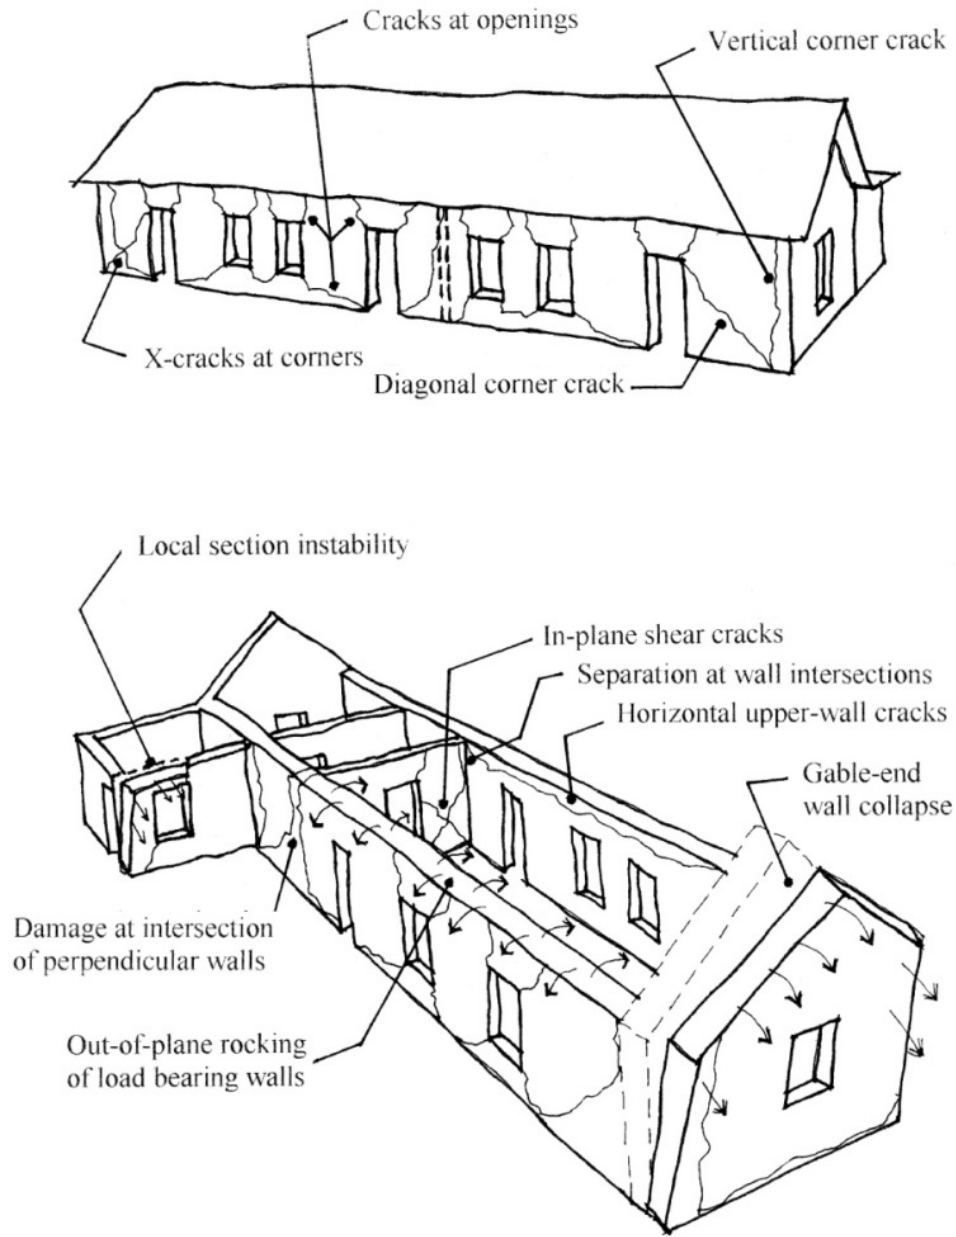 Cracks at openings
Vertical corner crack
X-cracks at corners
Diagonal corner crack
Local section instability
In-plane shear cracks
Separation at wall intersections
Horizontal upper-wall cracks
Gable-end
wall collapse
Damage at intersection
of perpendicular walls
Out-of-plane rocking
of load bearing walls